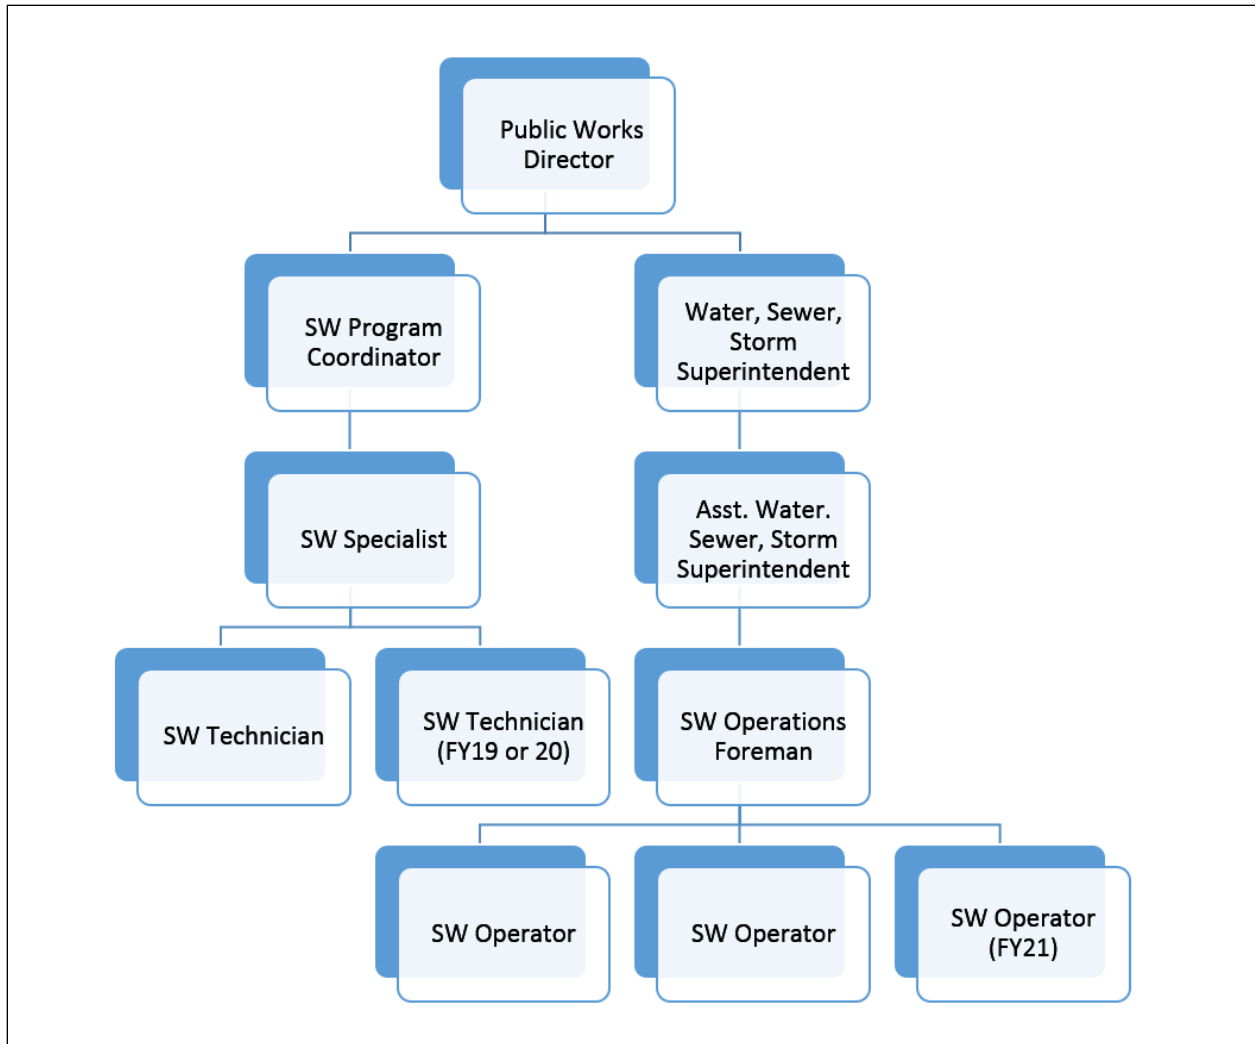 Public Works
Director
SW Program
Coordinator
Water, Sewer,
Storm
Superintendent
SW Specialist
Asst. Water.
Sewer, Storm
Superintendent
SW Technician
SW Technician
(FY19 or 20)
SW Operations
Foreman
SW Operator
SW Operator
SW Operator
(FY21)